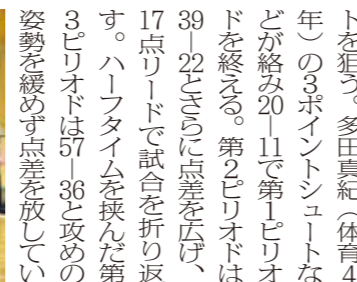 トを狙う。多田真紀（体育4
年）の3ポイントシュートな
どが絡み20―11で第1ピリオ
ドを終える。第2ピリオドは
39―22とさらに点差を広げ、
17点リードで試合を折り返
す。ハーフタイムを挟んだ第
3ピリオドは57―36と攻めの
姿勢を緩めず点差を放してい